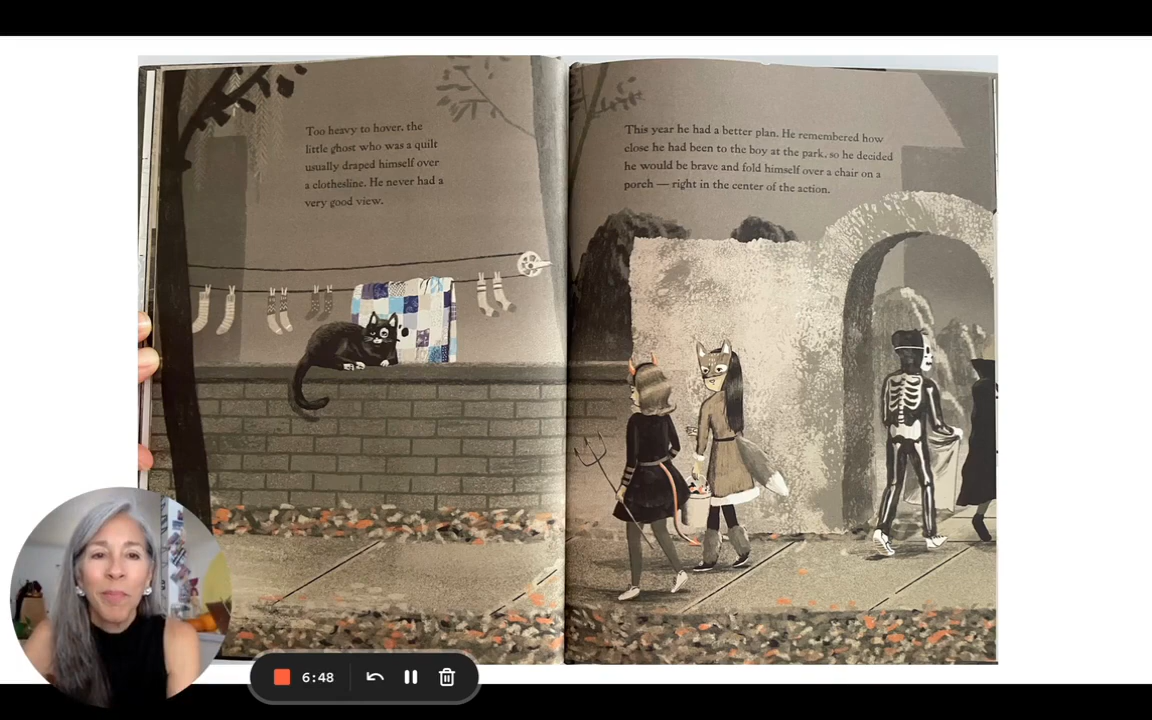 Too heavy to hover, the
little ghost who was a quilt
usually draped himself over
a clothesline. He never had a
very good view.
This year he had a better plan. He remembered how
close he had been to the boy at the park, so he decided
he would be brave and fold himself over a chair on a
porch — right in the center of the action.
6:48